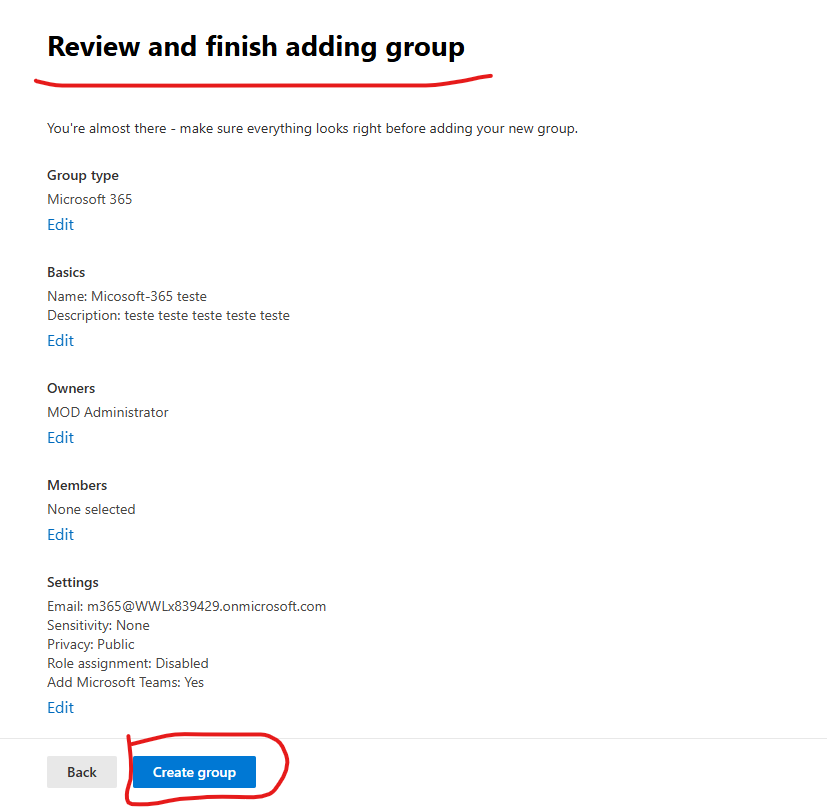 Review and finish adding group
You're almost there - make sure everything looks right before adding your new group.
Group type
Microsoft 365
Edit
Basics
Name: Micosoft-365 teste
Description: teste teste teste teste teste
Edit
Owners
MOD Administrator
Edit
Members
None selected
Edit
Settings
Email: m365@WWLx839429.onmicrosoft.com
Sensitivity: None
Privacy: Public
Role assignment: Disabled
Add Microsoft Teams: Yes
Edit
Back
Create group